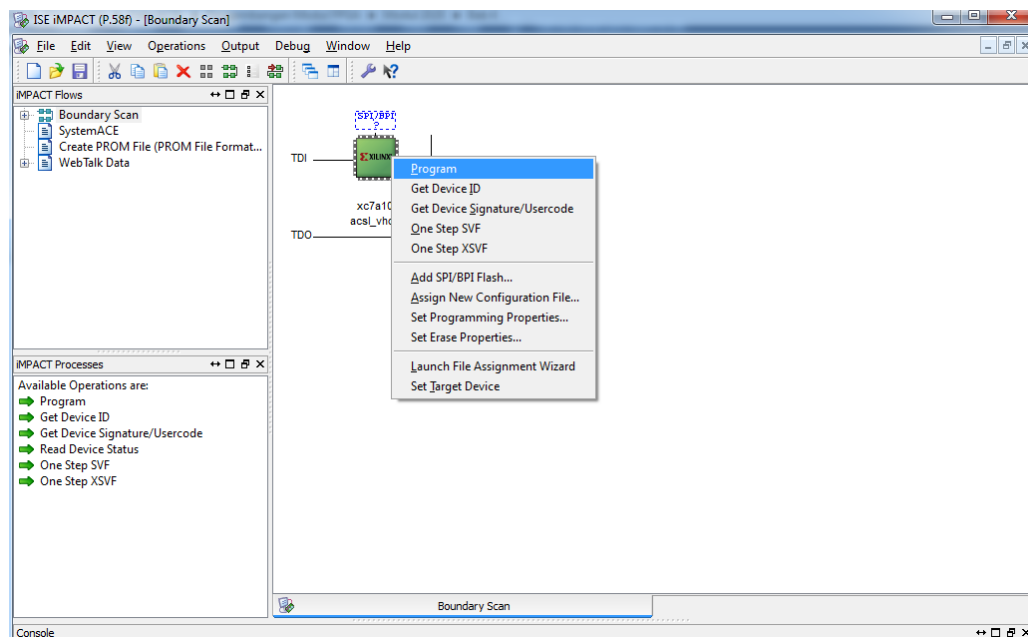 ISE iMPACT (P.58f) - [Boundary Scan]
File Edit View Operations Output Debug Window Help
iMPACT Flows
Boundary Scan
SystemACE
Create PROM File (PROM File Format...
WebTalk Data
SPI/BPI
?
TDI
XILINX
xc7a10
acsl_vhd
TDO
Program
Get Device ID
Get Device Signature/Usercode
One Step SVF
One Step XSVF
Add SPI/BPI Flash...
Assign New Configuration File...
Set Programming Properties...
Set Erase Properties...
Launch File Assignment Wizard
Set Target Device
iMPACT Processes
Available Operations are:
Program
Get Device ID
Get Device Signature/Usercode
Read Device Status
One Step SVF
One Step XSVF
Boundary Scan
Console